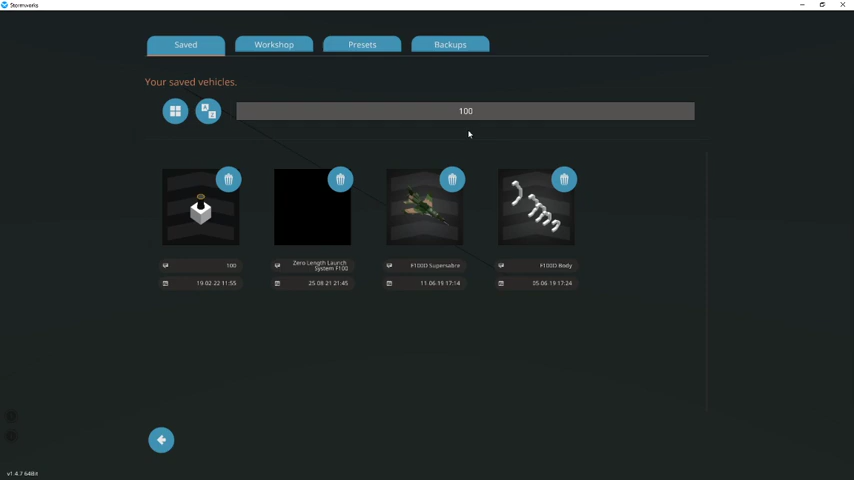 Stormworks
Saved
Workshop
Presets
Backups
Your saved vehicles.
A
Z
100
100
Zero Length Laurch
System F100
F100D Supersabre
F100D Body
19.02 22 11:55
25.08 21 21:45
11.06 19 17:14
05.06 19 17:24
v1.4.7 64Bit